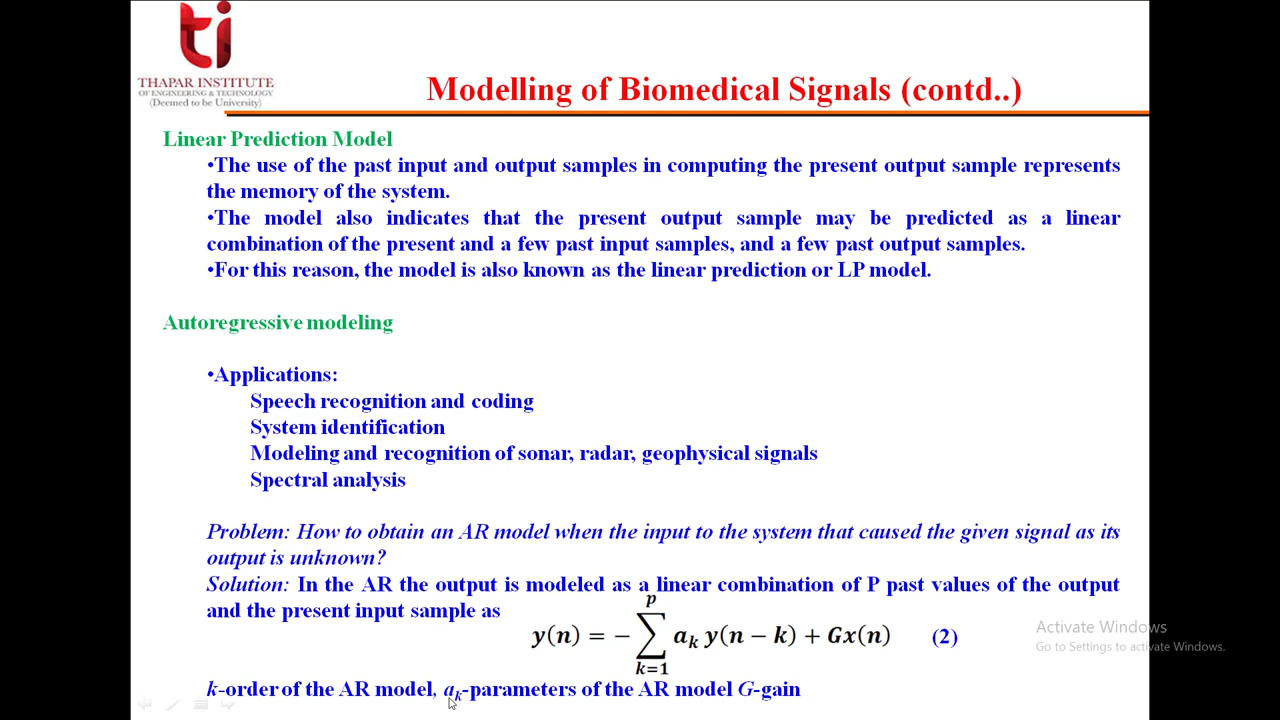 ti
THAPAR INSTITUTE
OF ENGINEERING & TECHNOLOGY
(Deemed to be University)
Modelling of Biomedical Signals (contd..)
Linear Prediction Model
•The use of the past input and output samples in computing the present output sample represents
the memory of the system.
•The model also indicates that the present output sample may be predicted as a linear
combination of the present and a few past input samples, and a few past output samples.
•For this reason, the model is also known as the linear prediction or LP model.
Autoregressive modeling
•Applications:
Speech recognition and coding
System identification
Modeling and recognition of sonar, radar, geophysical signals
Spectral analysis
Problem: How to obtain an AR model when the input to the system that caused the given signal as its
output is unknown?
Solution: In the AR the output is modeled as a linear combination of P past values of the output
and the present input sample as
y(n) = − ∑_{k=1}^{p} a_k y(n − k) + Gx(n) (2)
k-order of the AR model, a_k-parameters of the AR model G-gain
Activate Windows
Go to Settings to activate Windows.